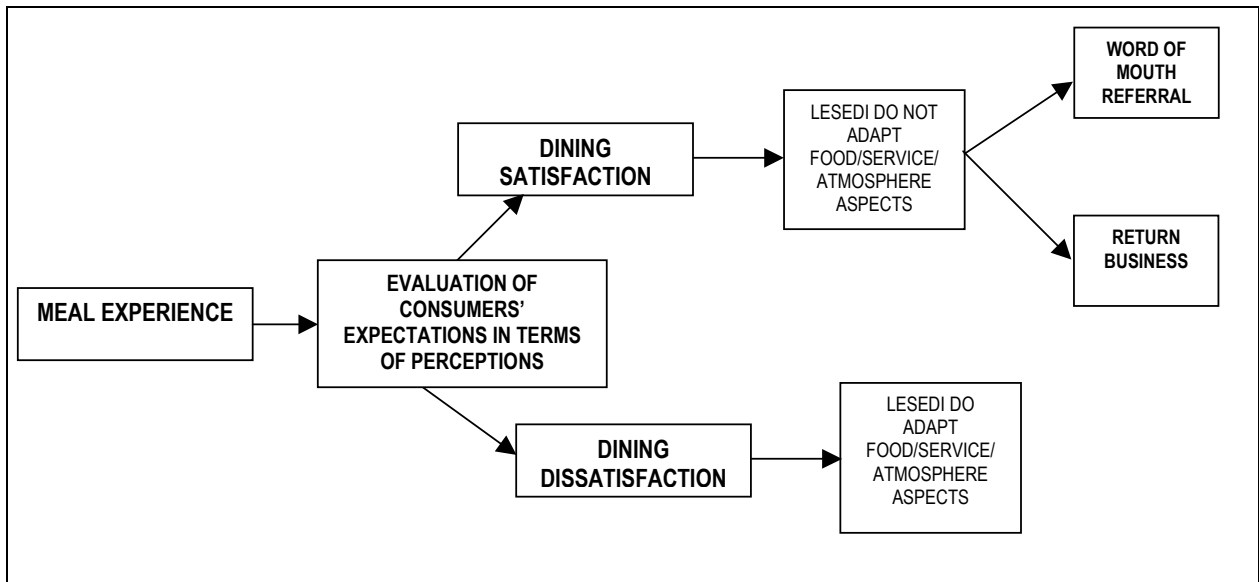 MEAL EXPERIENCE
EVALUATION OF
CONSUMERS’
EXPECTATIONS IN TERMS
OF PERCEPTIONS
DINING
SATISFACTION
LESEDI DO NOT
ADAPT
FOOD/SERVICE/
ATMOSPHERE
ASPECTS
WORD OF
MOUTH
REFERRAL
RETURN
BUSINESS
DINING
DISSATISFACTION
LESEDI DO
ADAPT
FOOD/SERVICE/
ATMOSPHERE
ASPECTS